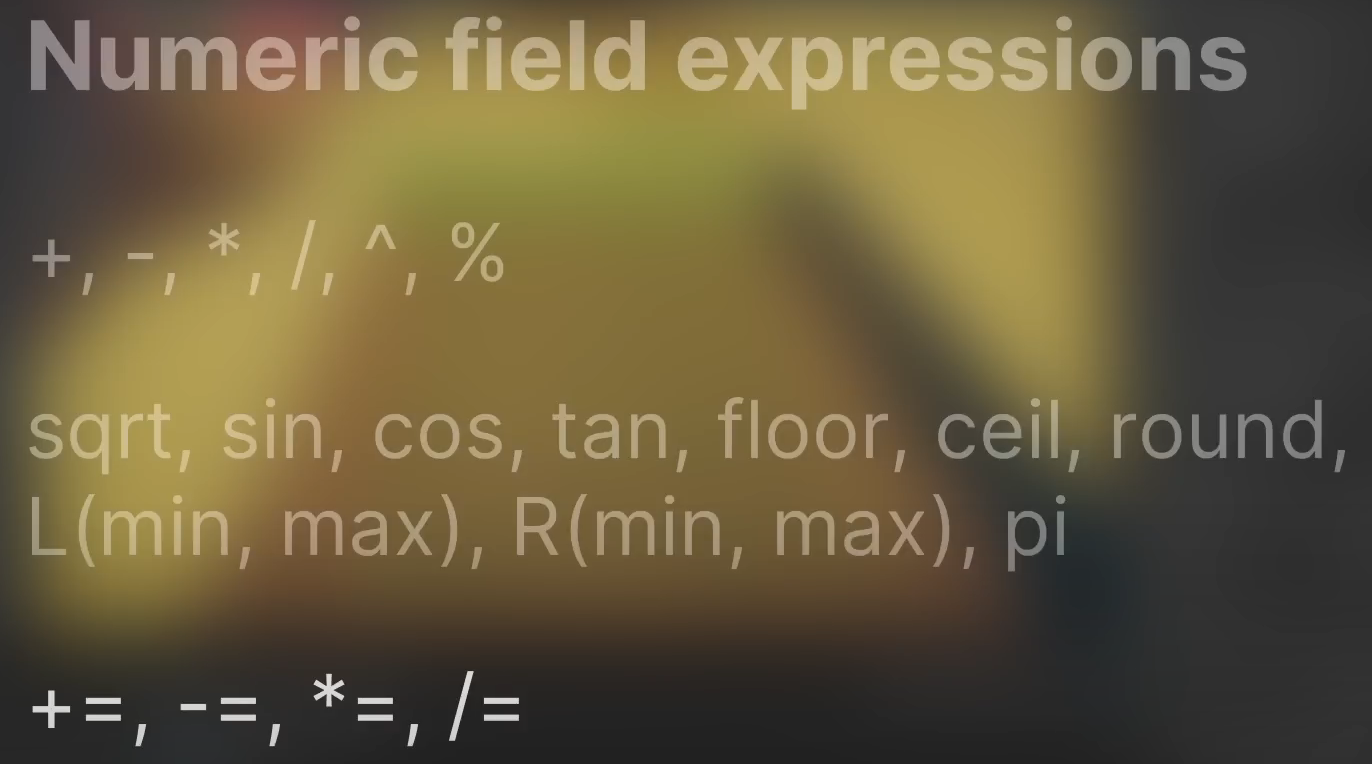 Numeric field expressions
+, -, *, /, ^, %
sqrt, sin, cos, tan, floor, ceil, round,
L(min, max), R(min, max), pi
+=, -=, *=, /=